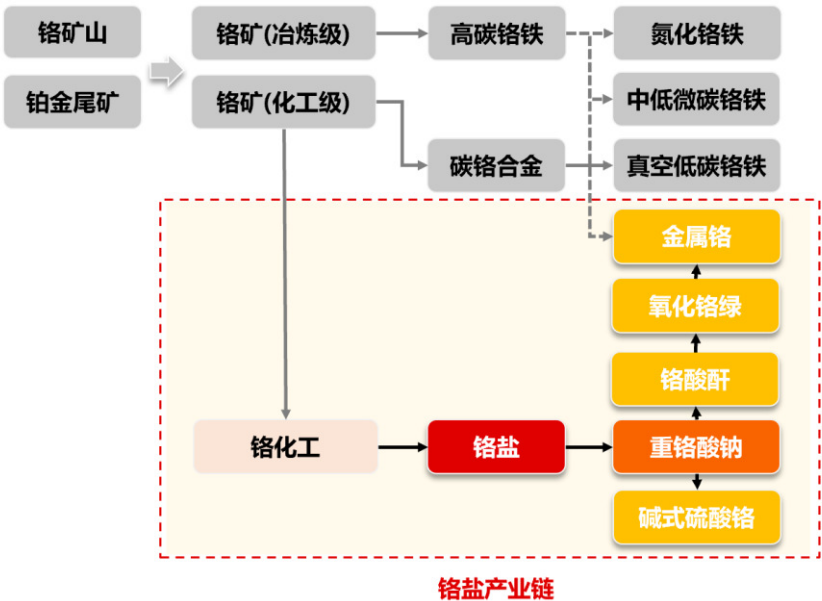 铬矿山
铬矿(冶炼级)
高碳铬铁
氮化铬铁
铂金尾矿
铬矿(化工级)
中低微碳铬铁
碳铬合金
真空低碳铬铁
金属铬
氧化铬绿
铬酸酐
铬化工
铬盐
重铬酸钠
碱式硫酸铬
铬盐产业链